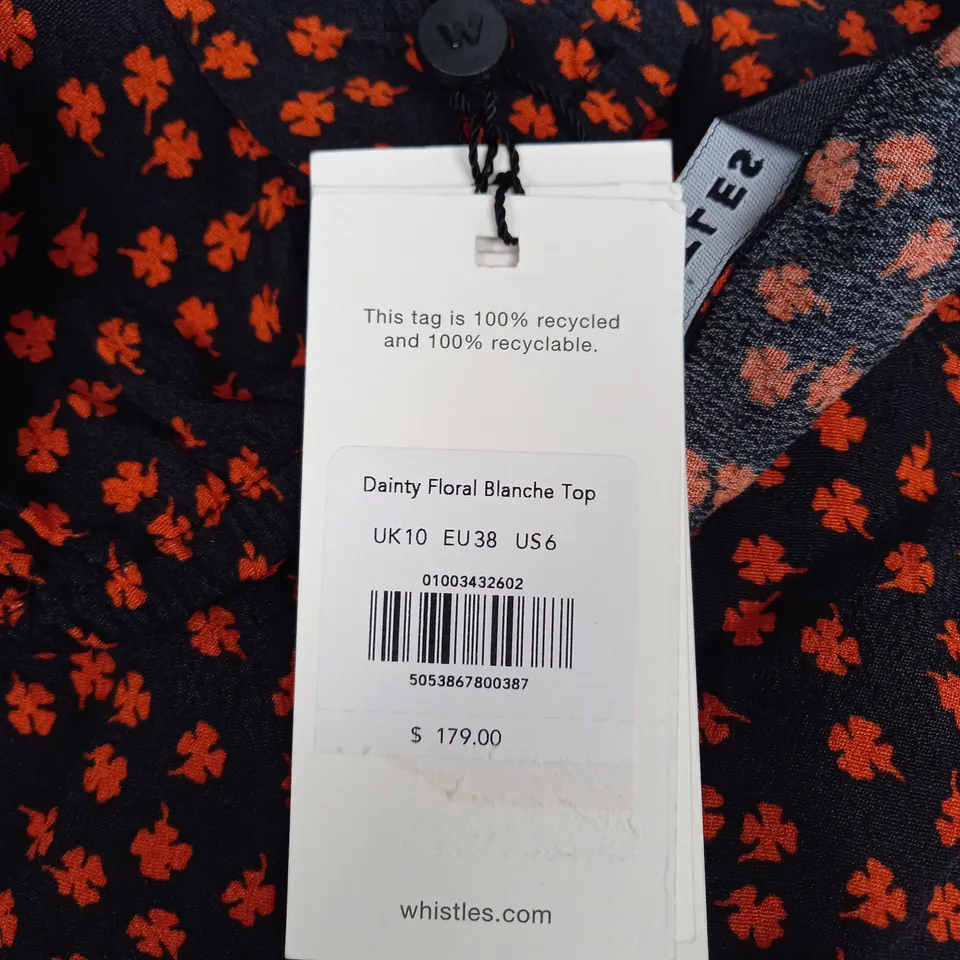 W
This tag is 100% recycled
and 100% recyclable.
Dainty Floral Blanche Top
UK10 EU38 US6
01003432602
5053867800387
$ 179.00
whistles.com